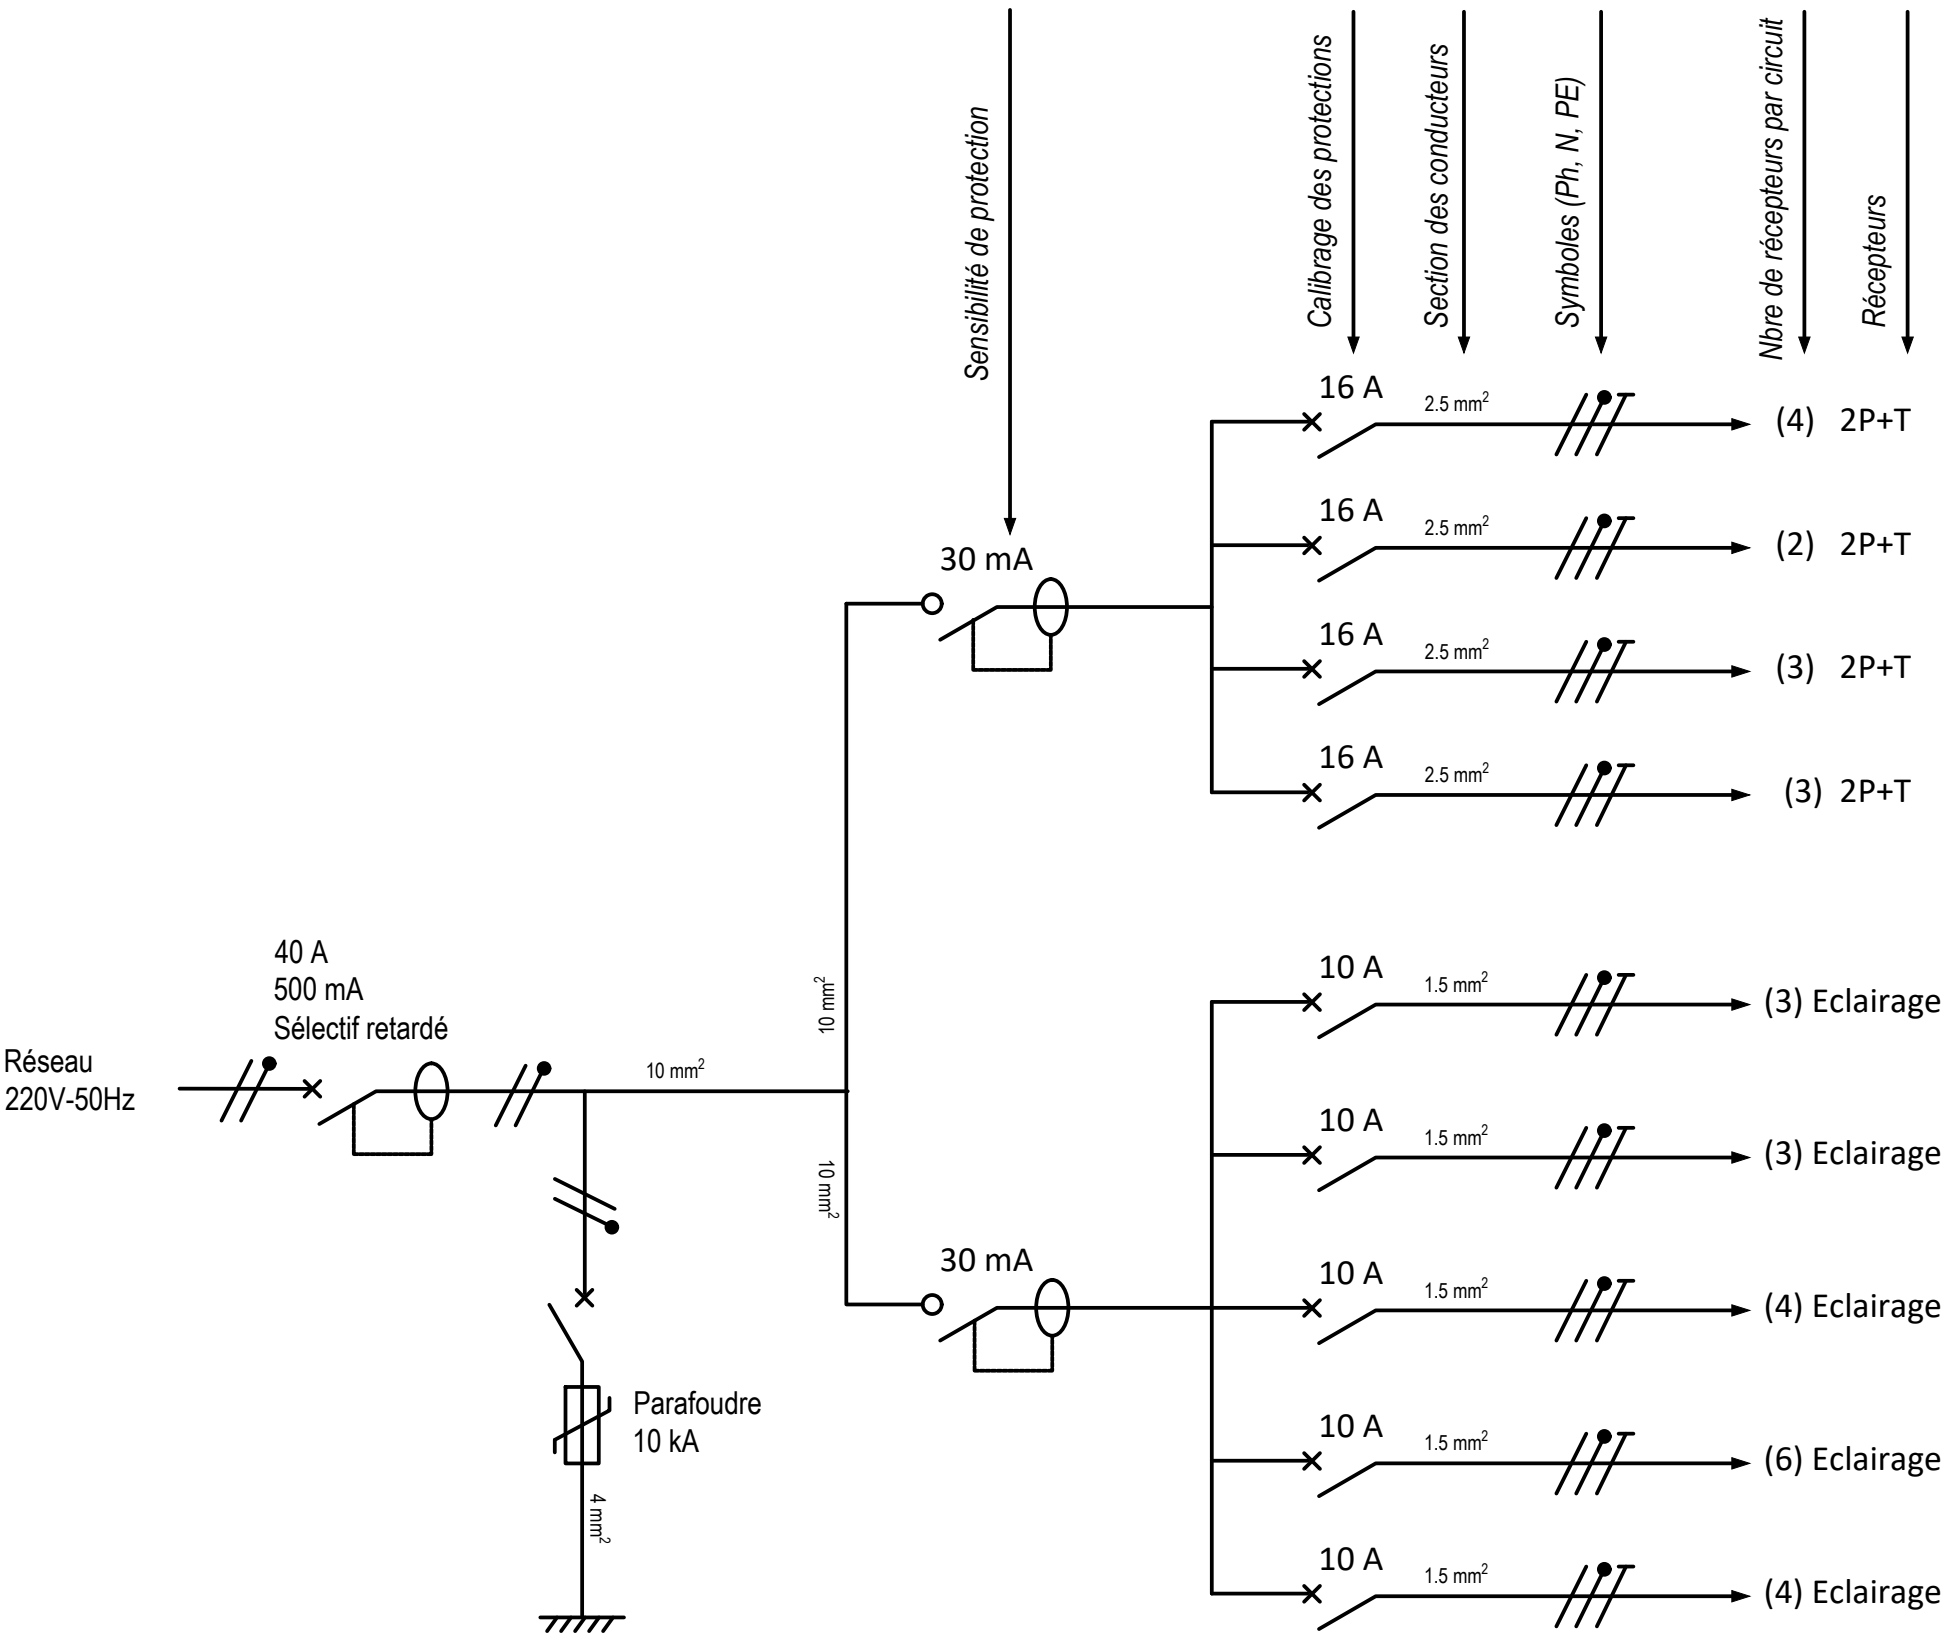 Sensibilité de protection
Calibrage des protections
Section des conducteurs
Symboles (Ph, N, PE)
Nbre de récepteurs par circuit
Récepteurs
16 A
2.5 mm²
(4) 2P+T
16 A
2.5 mm²
(2) 2P+T
30 mA
16 A
2.5 mm²
(3) 2P+T
16 A
2.5 mm²
(3) 2P+T
40 A
500 mA
Sélectif retardé
Réseau
220V-50Hz
10 mm²
10 mm²
10 mm²
10 A
1.5 mm²
(3) Eclairage
10 A
1.5 mm²
(3) Eclairage
30 mA
10 A
1.5 mm²
(4) Eclairage
10 A
1.5 mm²
(6) Eclairage
10 A
1.5 mm²
(4) Eclairage
Parafoudre
10 kA
4 mm²